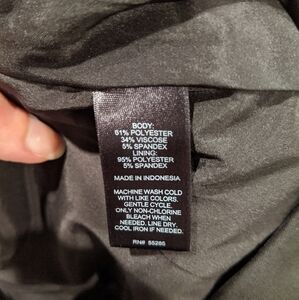 BODY:
61% POLYESTER
34% VISCOSE
5% SPANDEX
LINING:
95% POLYESTER
5% SPANDEX
MADE IN INDONESIA
MACHINE WASH COLD
WITH LIKE COLORS.
GENTLE CYCLE.
ONLY NON-CHLORINE
BLEACH WHEN
NEEDED. LINE DRY.
COOL IRON IF NEEDED.
RN# 55285